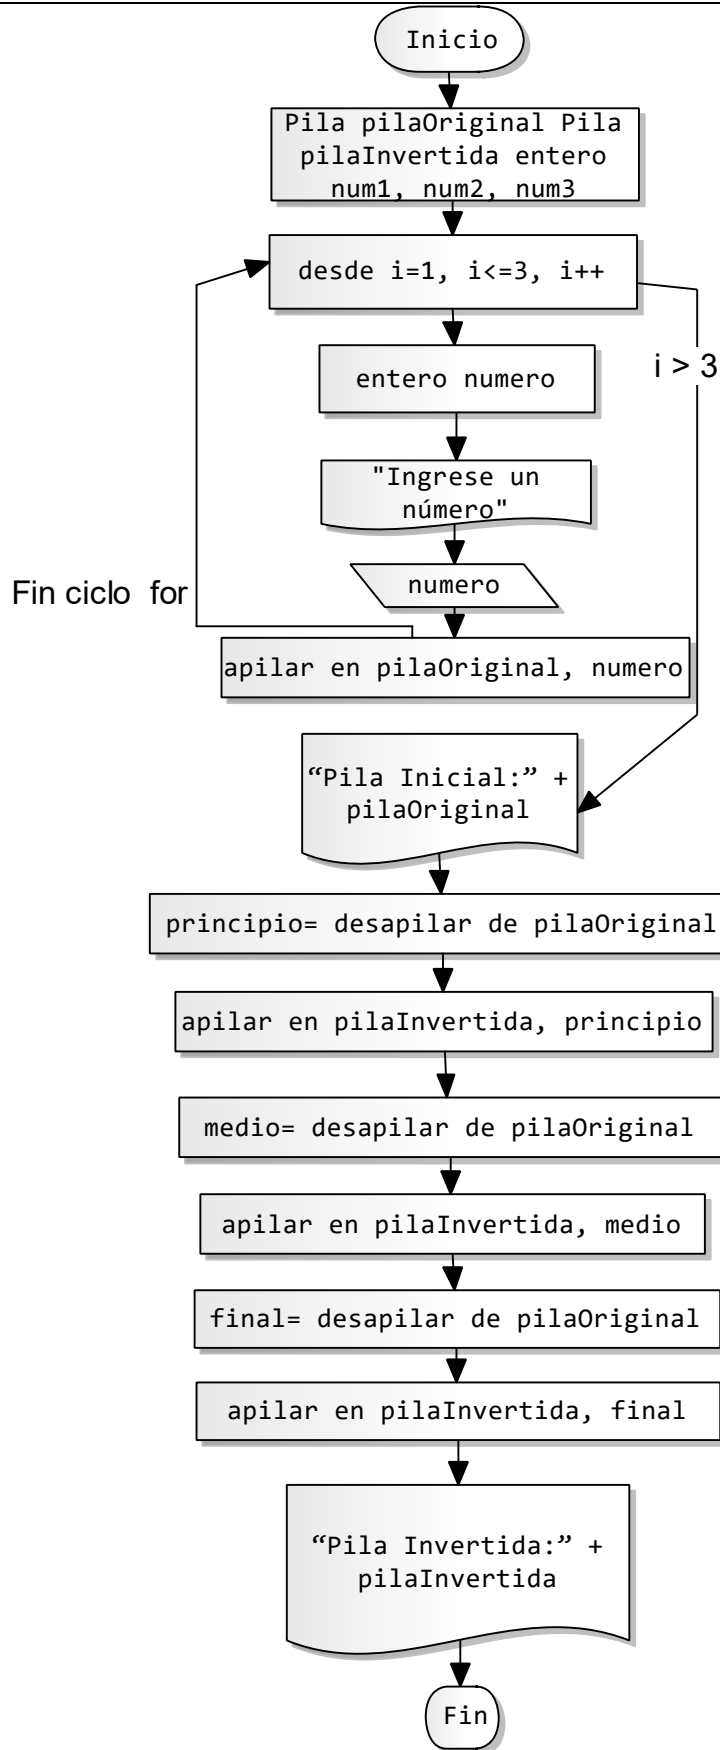 Inicio
Pila pilaOriginal Pila
pilaInvertida entero
num1, num2, num3
desde i=1, i<=3, i++
i > 3
entero numero
"Ingrese un
número"
numero
Fin ciclo  for
apilar en pilaOriginal, numero
“Pila Inicial:” +
pilaOriginal
principio= desapilar de pilaOriginal
apilar en pilaInvertida, principio
medio= desapilar de pilaOriginal
apilar en pilaInvertida, medio
final= desapilar de pilaOriginal
apilar en pilaInvertida, final
“Pila Invertida:” +
pilaInvertida
Fin